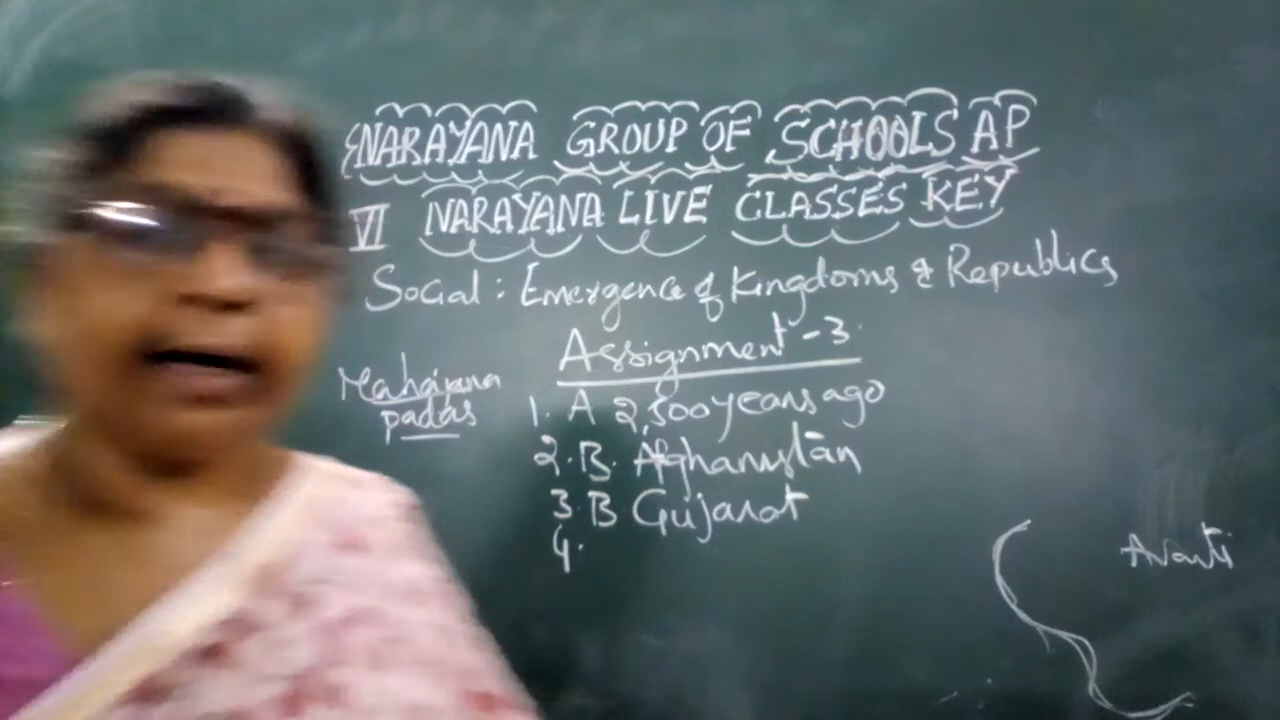 NARAYANA GROUP OF SCHOOLS AP
VI NARAYANA LIVE CLASSES KEY
Social : Emergence of Kingdoms & Republics
Assignment - 3.
Mahajana
padas
1. A 2,500 years ago
2. B. Afghanistan
3. B Gujarat
4.
Avanti